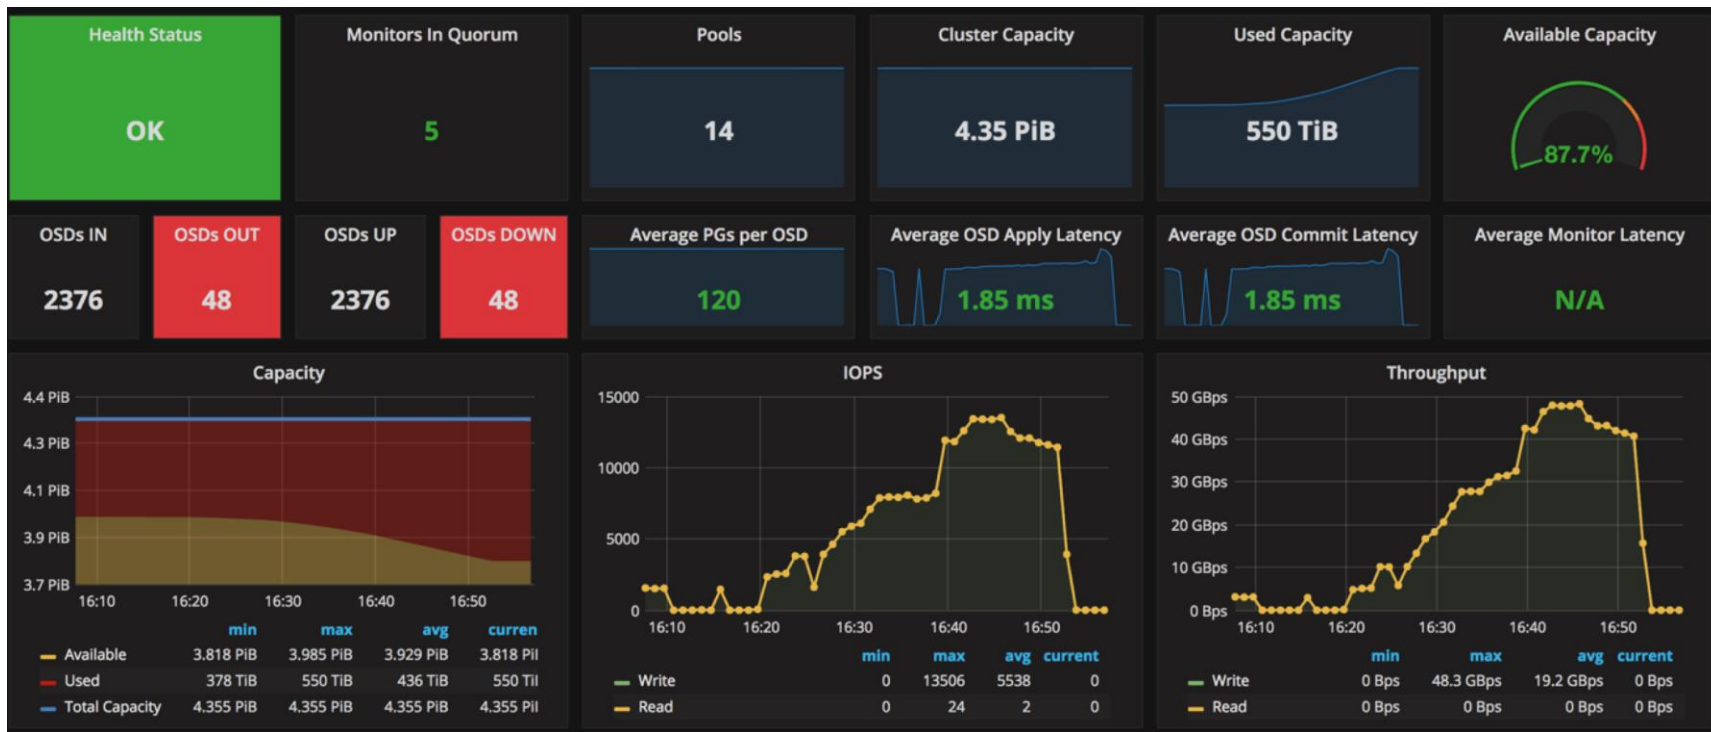 Health Status
OK
Monitors In Quorum
5
Pools
14
Cluster Capacity
4.35 PiB
Used Capacity
550 TiB
Available Capacity
87.7%
OSDs IN
2376
OSDs OUT
48
OSDs UP
2376
OSDs DOWN
48
Average PGs per OSD
120
Average OSD Apply Latency
1.85 ms
Average OSD Commit Latency
1.85 ms
Average Monitor Latency
N/A
Capacity
4.4 PiB
4.3 PiB
4.1 PiB
3.9 PiB
3.7 PiB
16:10 16:20 16:30 16:40 16:50
min max avg curren
Available 3.818 PiB 3.985 PiB 3.929 PiB 3.818 PiI
Used 378 TiB 550 TiB 436 TiB 550 TiI
Total Capacity 4.355 PiB 4.355 PiB 4.355 PiB 4.355 PiI
IOPS
15000
10000
5000
0
16:10 16:20 16:30 16:40 16:50
min max avg current
Write 0 13506 5538 0
Read 0 24 2 0
Throughput
50 GBps
40 GBps
30 GBps
20 GBps
10 GBps
0 Bps
16:10 16:20 16:30 16:40 16:50
min max avg current
Write 0 Bps 48.3 GBps 19.2 GBps 0 Bps
Read 0 Bps 0 Bps 0 Bps 0 Bps